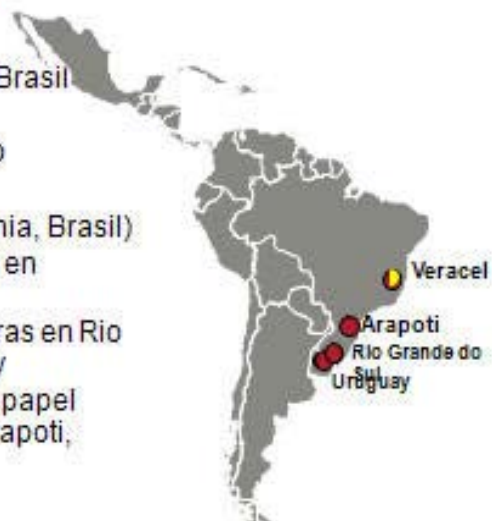 Brasil
o
nia, Brasil)
en
ras en Rio
y
papel
apoti,
Veracel
Arapoti
Rio Grande do
Sul
Uruguay